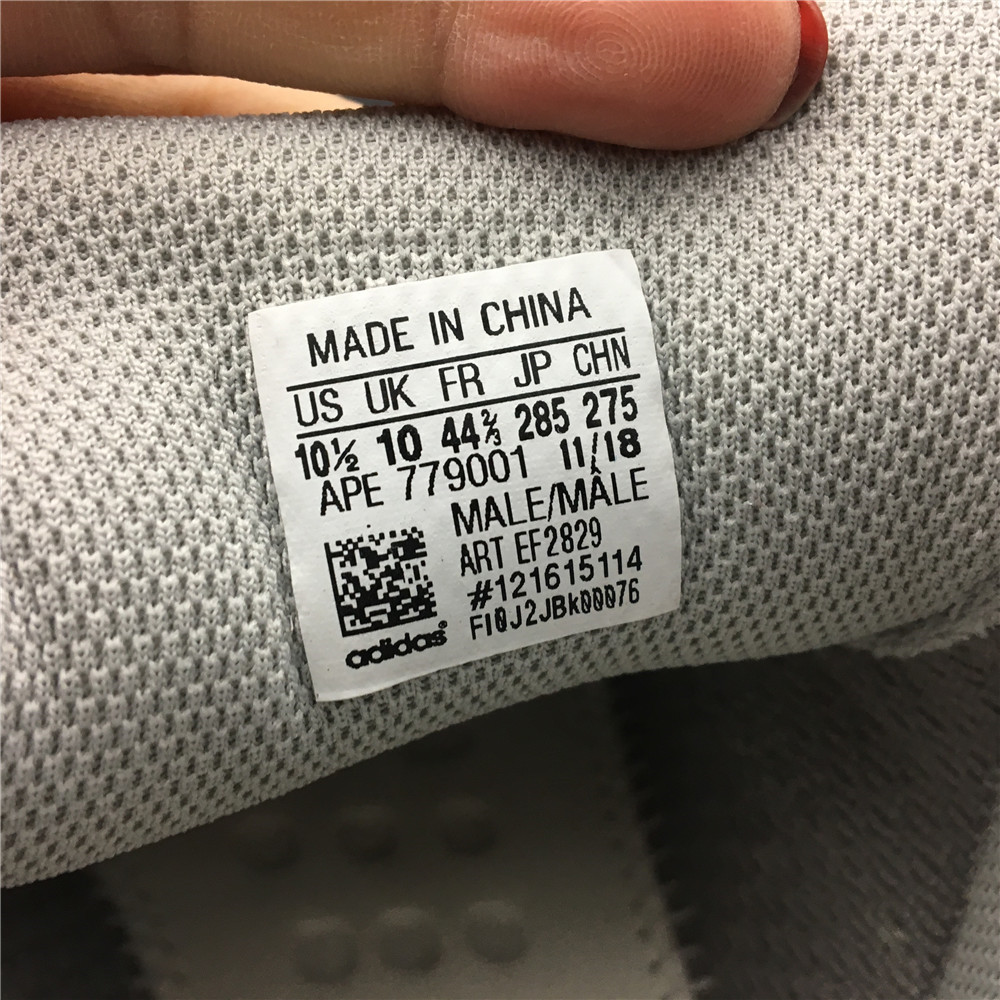 MADE IN CHINA
US UK FR JP CHN
10½ 10 44⅔ 285 275
APE 779001 11/18
MALE/MÂLE
ART EF2829
#121615114
FI0J2JBk00076
adidas®